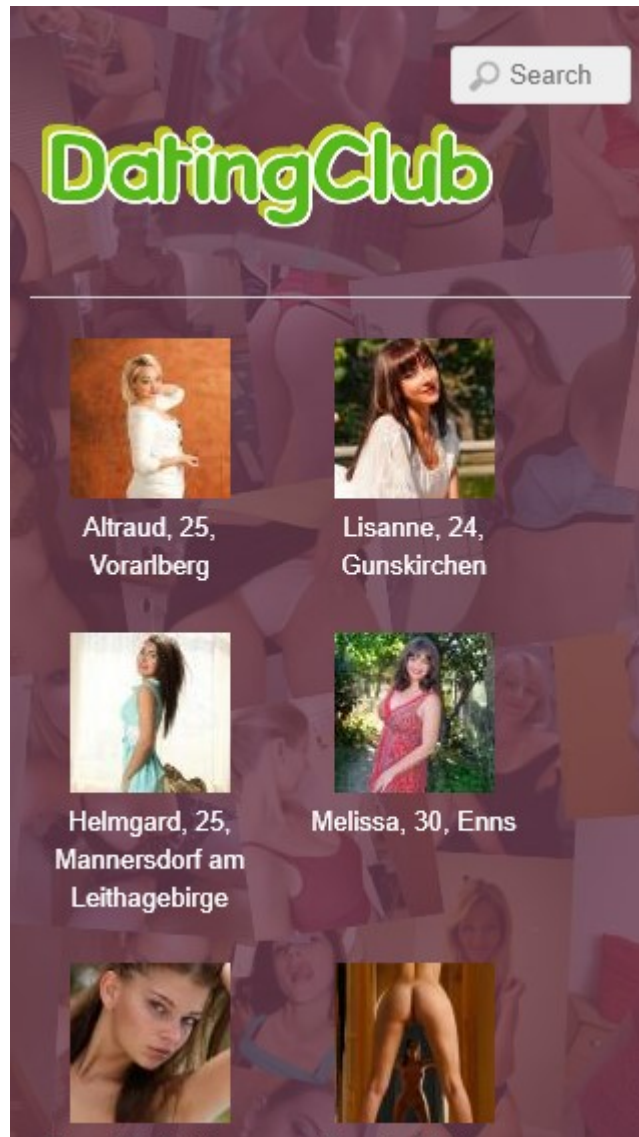 Search
DatingClub
Altraud, 25,
Vorarlberg
Lisanne, 24,
Gunskirchen
Helmgard, 25,
Mannersdorf am
Leithagebirge
Melissa, 30, Enns